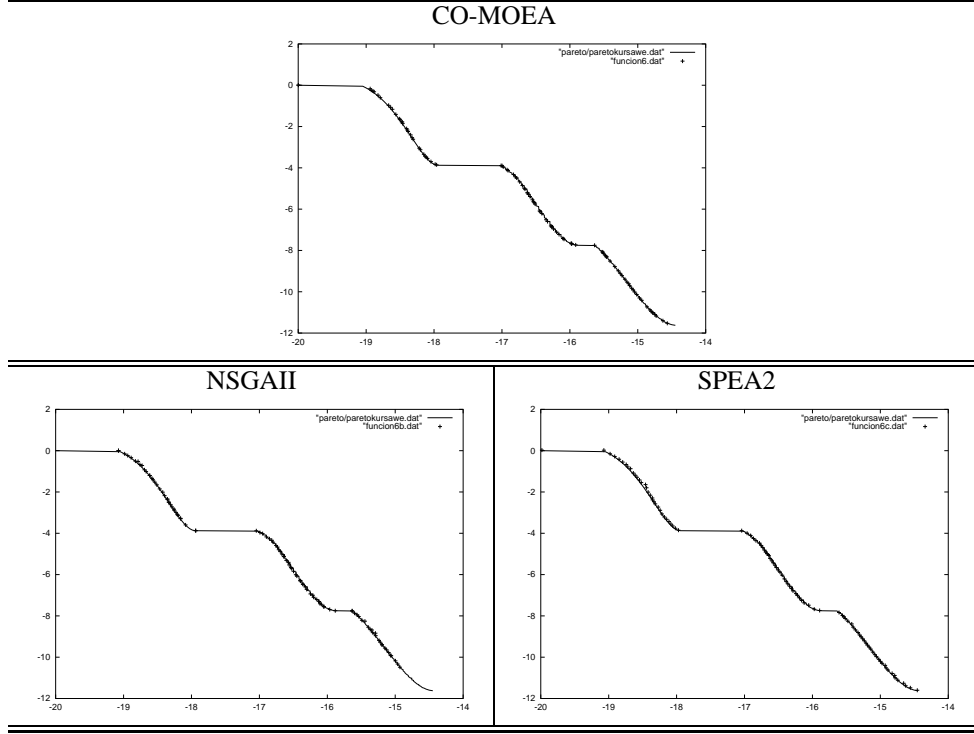 CO-MOEA
2
0
-2
-4
-6
-8
-10
-12
-20 -19 -18 -17 -16 -15 -14
"pareto/paretokursawe.dat"
"funcion6.dat"
NSGAII
2
0
-2
-4
-6
-8
-10
-12
-20 -19 -18 -17 -16 -15 -14
"pareto/paretokursawe.dat"
"funcion6b.dat"
SPEA2
2
0
-2
-4
-6
-8
-10
-12
-20 -19 -18 -17 -16 -15 -14
"pareto/paretokursawe.dat"
"funcion6c.dat"